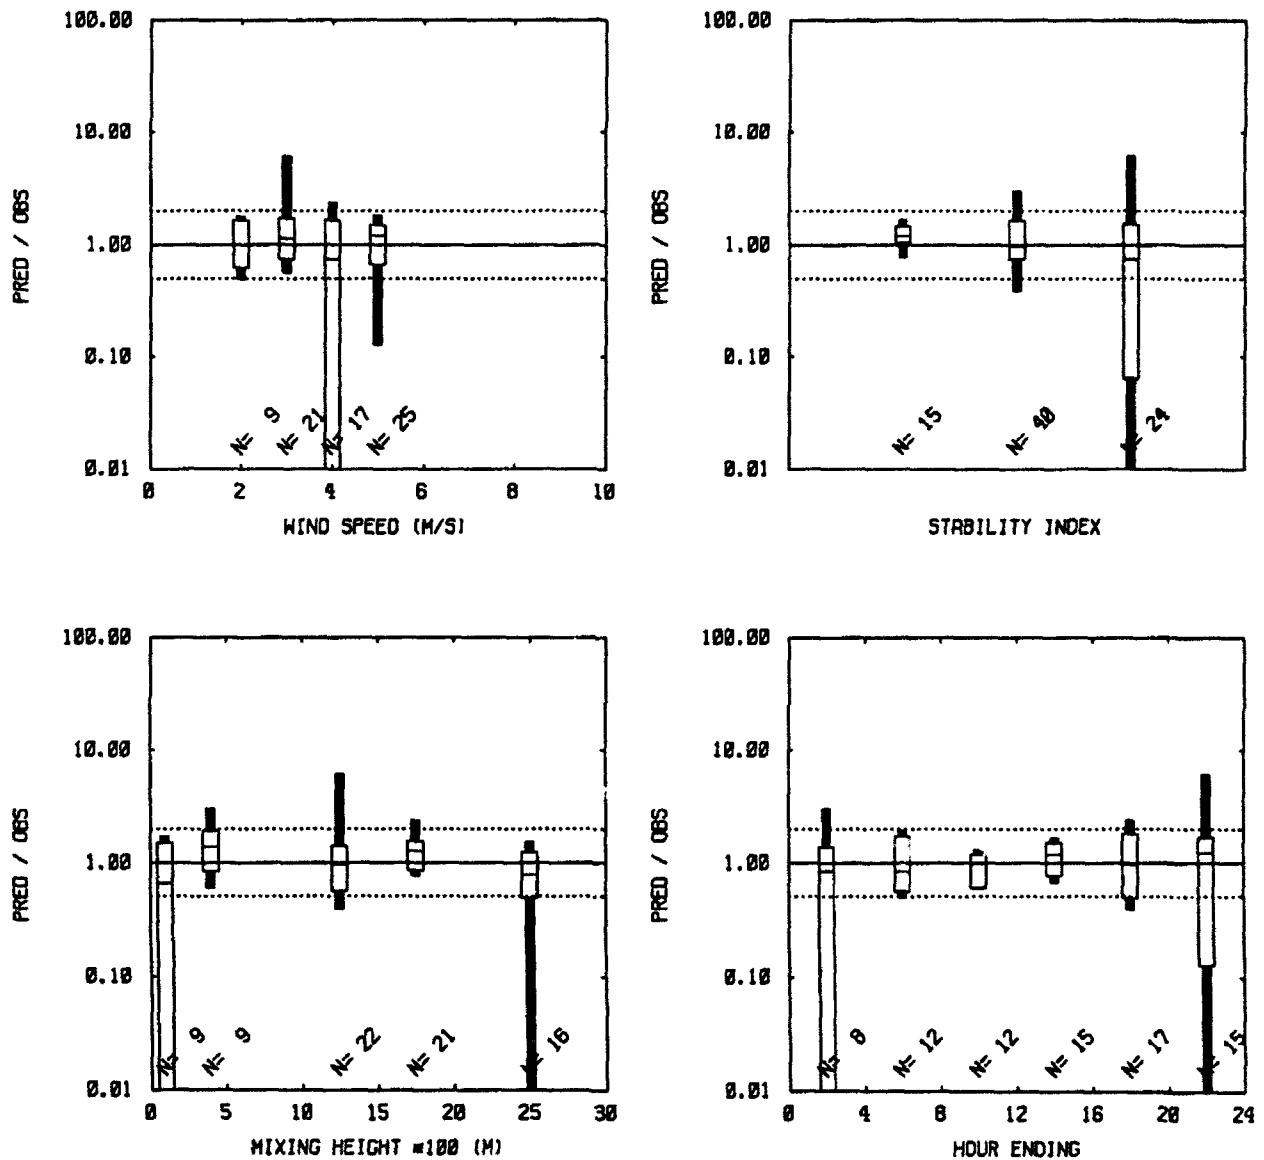 100.00
10.00
1.00
0.10
0.01
PRED / OBS
N= 9
N= 21
N= 17
N= 25
0 2 4 6 8 10
WIND SPEED (M/S)
100.00
10.00
1.00
0.10
0.01
PRED / OBS
N= 15
N= 40
N= 24
STABILITY INDEX
100.00
10.00
1.00
0.10
0.01
PRED / OBS
N= 9
N= 9
N= 22
N= 21
N= 16
0 5 10 15 20 25 30
MIXING HEIGHT *100 (M)
100.00
10.00
1.00
0.10
0.01
PRED / OBS
N= 8
N= 12
N= 12
N= 15
N= 17
N= 15
0 4 8 12 16 20 24
HOUR ENDING